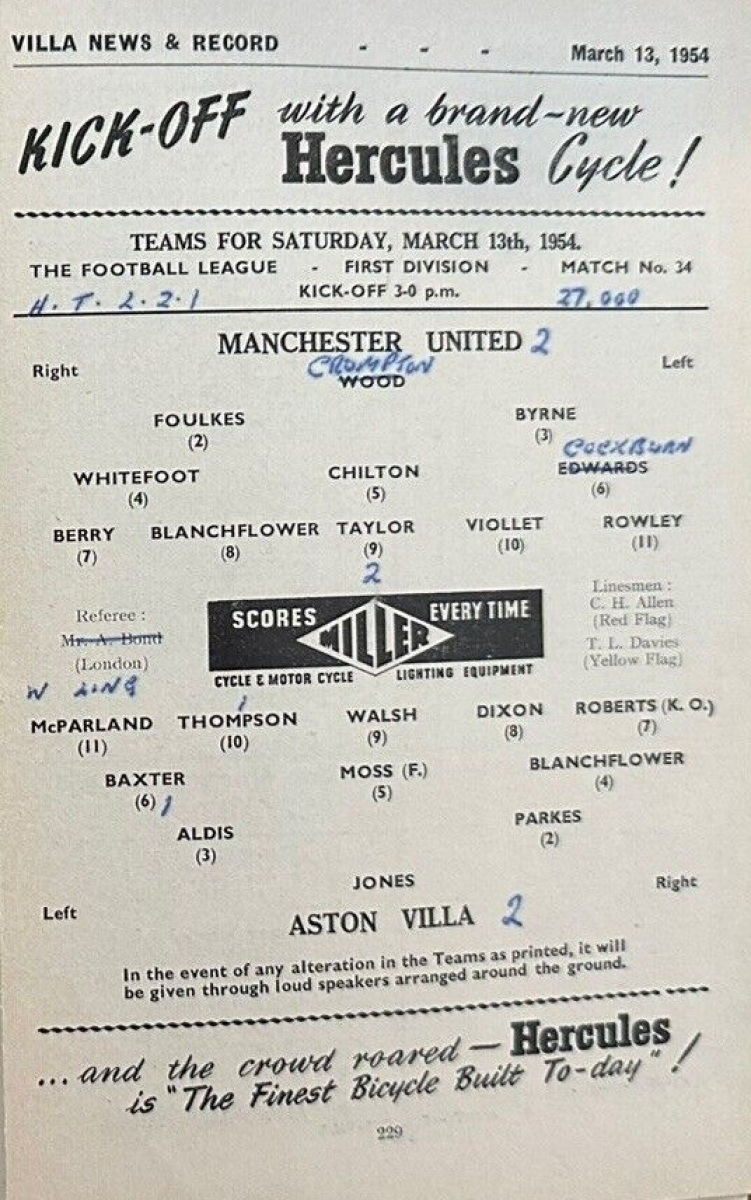 VILLA NEWS & RECORD - - - March 13, 1954
KICK-OFF with a brand-new
Hercules Cycle!
TEAMS FOR SATURDAY, MARCH 13th, 1954.
THE FOOTBALL LEAGUE - FIRST DIVISION - MATCH No. 34
H. T. 2.2.1 KICK-OFF 3-0 p.m. 27,000
MANCHESTER UNITED 2
Right CROMPTON Left
WOOD
FOULKES BYRNE
(2) (3)
COCKBURN
WHITEFOOT CHILTON EDWARDS
(4) (5) (6)
BERRY BLANCHFLOWER TAYLOR VIOLLET ROWLEY
(7) (8) (9) (10) (11)
2
Referee :
Mr. A. Bond
(London)
W LING
SCORES MILLER EVERY TIME
CYCLE & MOTOR CYCLE LIGHTING EQUIPMENT
Linesmen :
C. H. Allen
(Red Flag)
T. L. Davies
(Yellow Flag)
1
McPARLAND THOMPSON WALSH DIXON ROBERTS (K. O.)
(11) (10) (9) (8) (7)
BAXTER MOSS (F.) BLANCHFLOWER
(6) 1 (5) (4)
ALDIS PARKES
(3) (2)
JONES
Left Right
ASTON VILLA 2
In the event of any alteration in the Teams as printed, it will
be given through loud speakers arranged around the ground.
... and the crowd roared — Hercules
is "The Finest Bicycle Built To-day" !
229